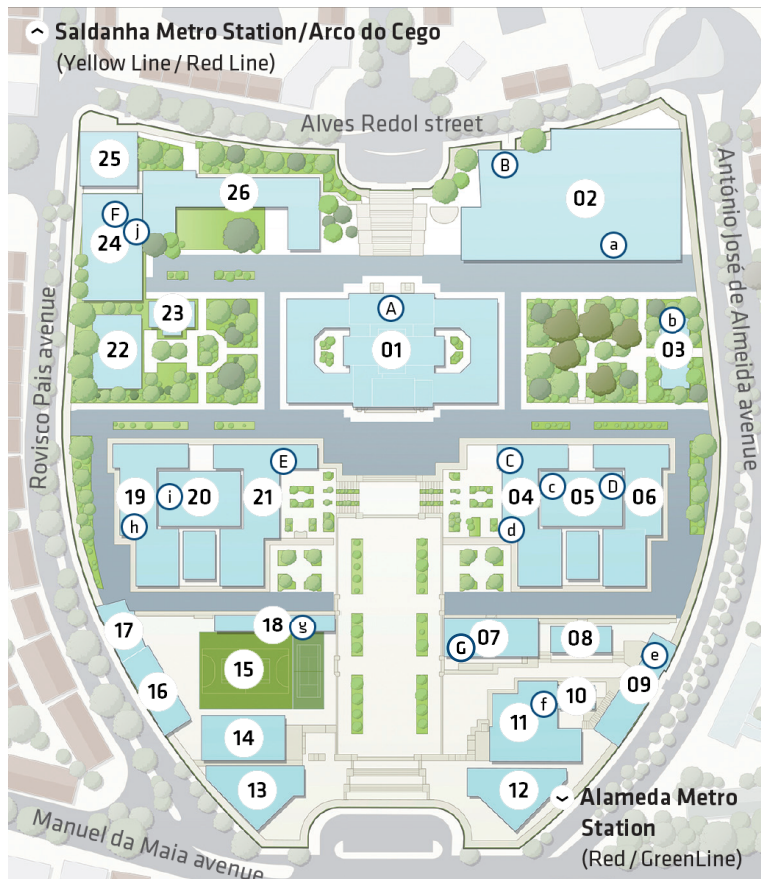 Saldanha Metro Station/Arco do Cego
(Yellow Line / Red Line)
Alves Redol street
António José de Almeida avenue
Rovisco Pais avenue
25
26
B
02
F
j
24
a
23
A
b
22
01
03
E
C
19
i
20
21
04
c
05
D
06
h
d
17
18
g
07
08
G
e
15
16
09
10
f
11
14
13
12
Alameda Metro
Station
(Red / GreenLine)
Manuel da Maia avenue